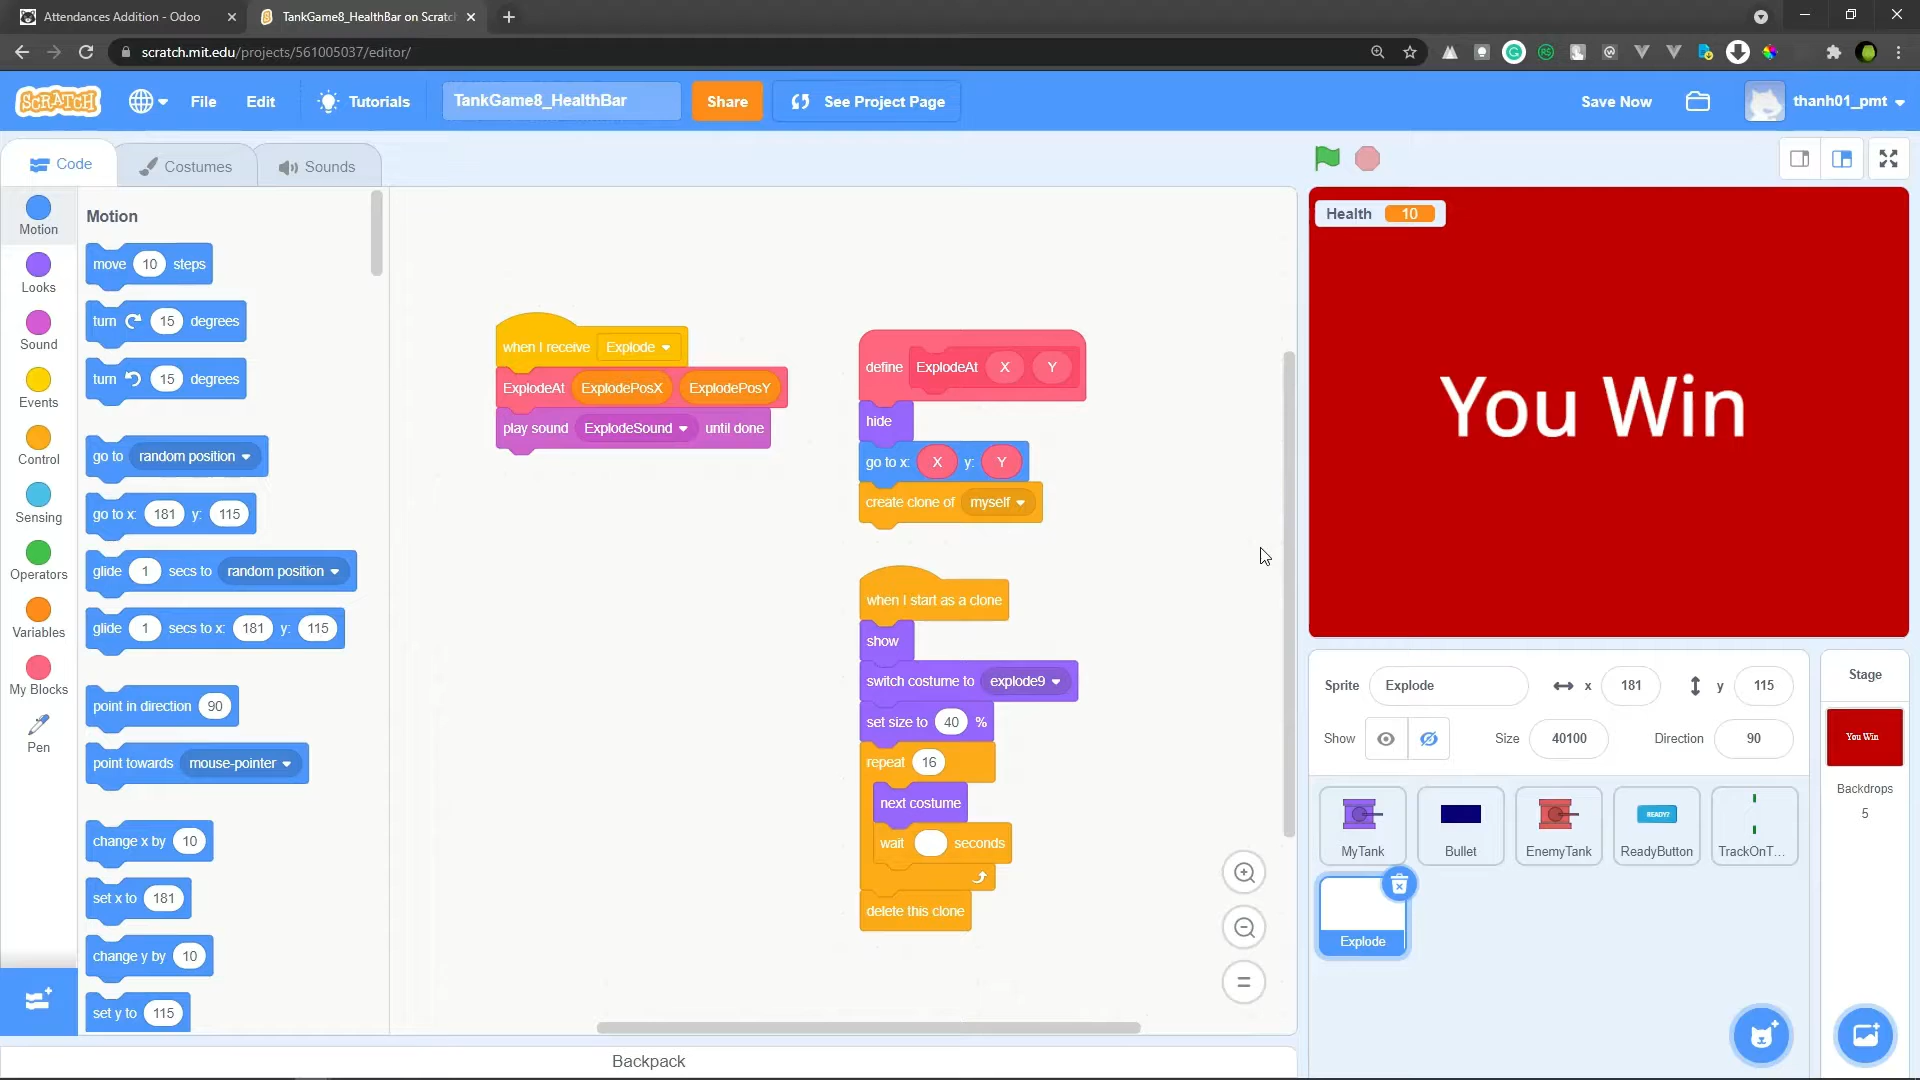 Attendances Addition - Odoo
TankGame8_HealthBar on Scratch
scratch.mit.edu/projects/561005037/editor/
SCRATCH
File
Edit
Tutorials
TankGame8_HealthBar
Share
See Project Page
Save Now
thanh01_pmt
Code
Costumes
Sounds
Motion
Looks
Sound
Events
Control
Sensing
Operators
Variables
My Blocks
Pen
Motion
move 10 steps
turn 15 degrees
turn 15 degrees
go to random position
go to x: 181 y: 115
glide 1 secs to random position
glide 1 secs to x: 181 y: 115
point in direction 90
point towards mouse-pointer
change x by 10
set x to 181
change y by 10
set y to 115
when I receive Explode
ExplodeAt ExplodePosX ExplodePosY
play sound ExplodeSound until done
define ExplodeAt X Y
hide
go to x: X y: Y
create clone of myself
when I start as a clone
show
switch costume to explode9
set size to 40 %
repeat 16
next costume
wait seconds
delete this clone
Backpack
Health 10
You Win
Sprite Explode x 181 y 115
Show Size 40100 Direction 90
MyTank
Bullet
EnemyTank
READY?
ReadyButton
TrackOnT...
Explode
Stage
You Win
Backdrops
5